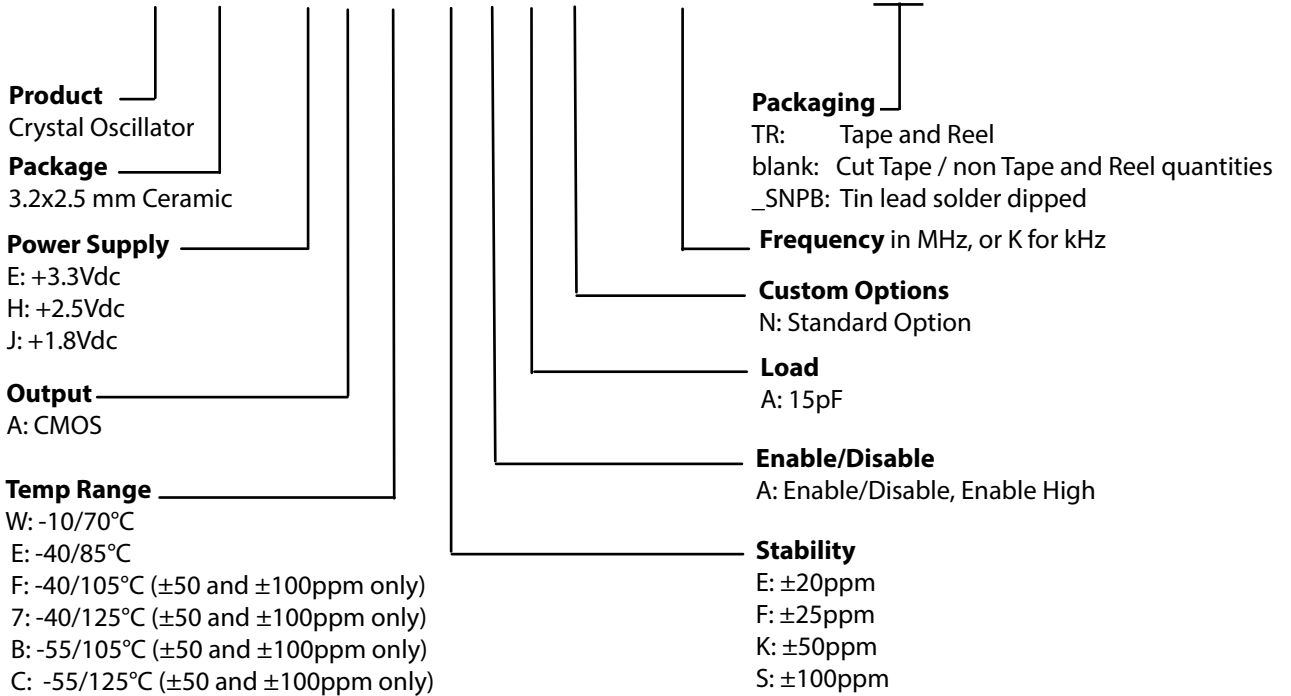 Product
Crystal Oscillator
Package
3.2x2.5 mm Ceramic
Power Supply
E: +3.3Vdc
H: +2.5Vdc
J: +1.8Vdc
Output
A: CMOS
Temp Range
W: -10/70°C
E: -40/85°C
F: -40/105°C (±50 and ±100ppm only)
7: -40/125°C (±50 and ±100ppm only)
B: -55/105°C (±50 and ±100ppm only)
C: -55/125°C (±50 and ±100ppm only)
Packaging
TR: Tape and Reel
blank: Cut Tape / non Tape and Reel quantities
_SNPB: Tin lead solder dipped
Frequency in MHz, or K for kHz
Custom Options
N: Standard Option
Load
A: 15pF
Enable/Disable
A: Enable/Disable, Enable High
Stability
E: ±20ppm
F: ±25ppm
K: ±50ppm
S: ±100ppm